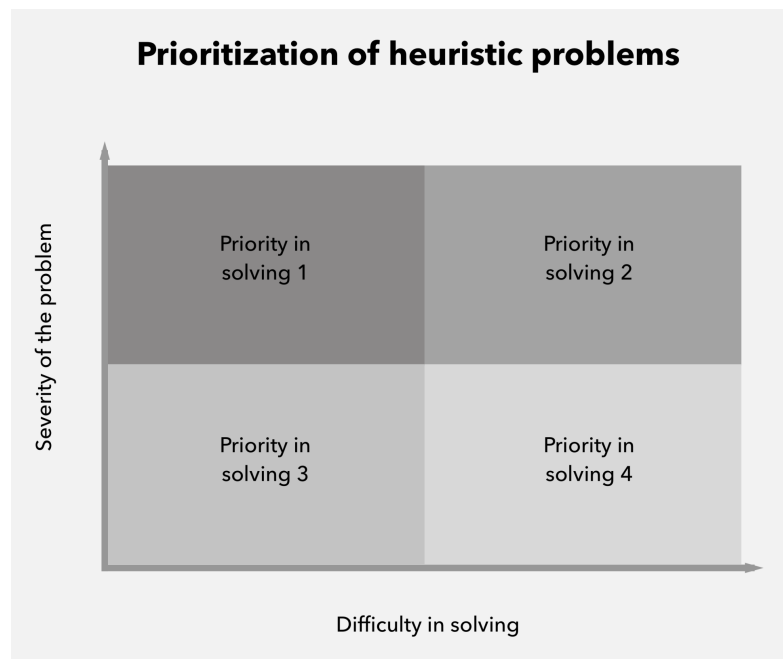 Prioritization of heuristic problems
Severity of the problem
Priority in
solving 1
Priority in
solving 2
Priority in
solving 3
Priority in
solving 4
Difficulty in solving